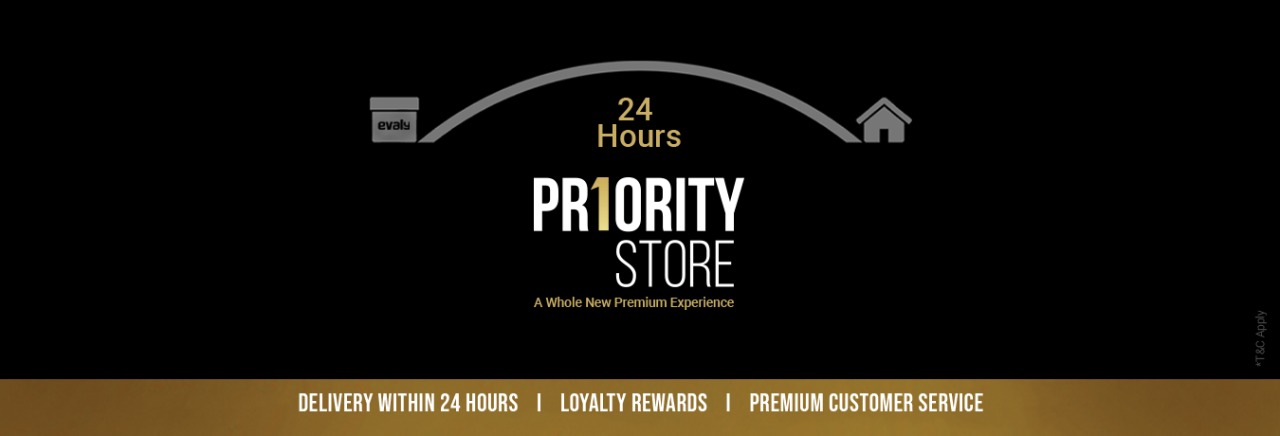 evaly
24
Hours
PR1ORITY
STORE
A Whole New Premium Experience
*T&C Apply
DELIVERY WITHIN 24 HOURS | LOYALTY REWARDS | PREMIUM CUSTOMER SERVICE